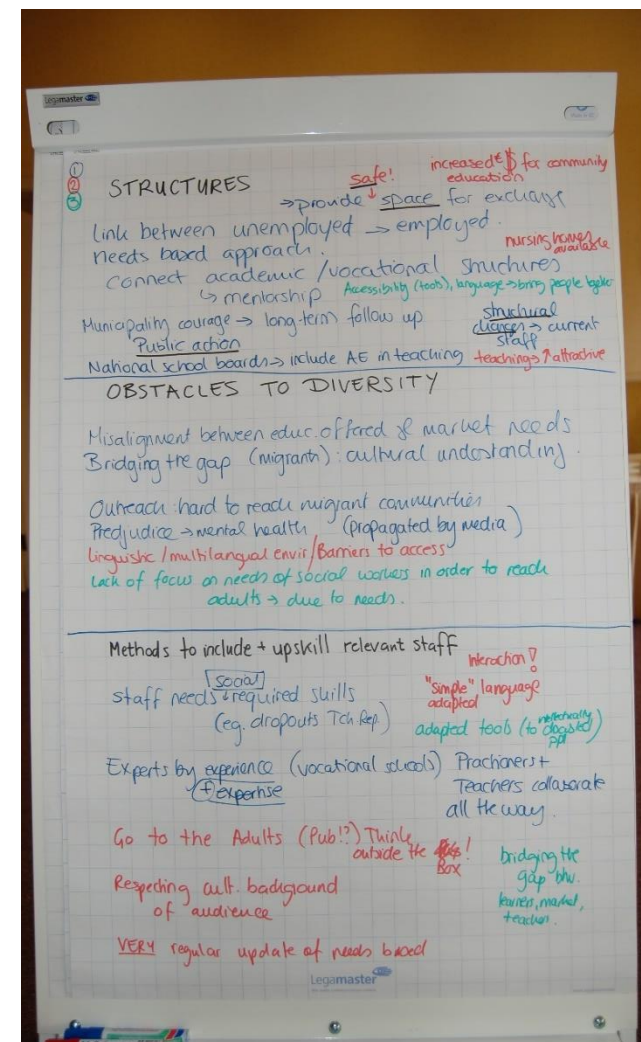 Legamaster
1
2
3
STRUCTURES
safe!
increased € $ for community
education
→ provide space for exchange
Link between unemployed → employed.
needs based approach.
nursing homes
available
connect academic / vocational structures
↳ mentorship
Accessibility (tools), language → bring people together
Municipality courage → long-term follow up
structural
changes → current
staff
Public action
National school boards → include AE in teaching
teaching → ↑ attractive
OBSTACLES TO DIVERSITY
Misalignment between educ. offered & market needs
Bridging the gap (migrants): cultural understanding.
Outreach: hard to reach migrant communities
Predjudice → mental health (propagated by media)
Linguistic / multilangual envir / Barriers to access
Lack of focus on needs of social workers in order to reach
adults → due to needs.
Methods to include + upskill relevant staff
Interaction!
social
Staff needs required skills
(eg. dropouts Tch. Rep.)
"Simple" language
adapted
adapted tools (to
ppl)
Experts by experience (vocational schools)
+ expertise
Practioners +
Teachers collaborate
all the way.
Go to the Adults (Pub!?) Think
outside the !
Box
bridging the
gap btw.
learners, market,
teachers.
Respecting cult. background
of audience
VERY regular update of needs based
Legamaster